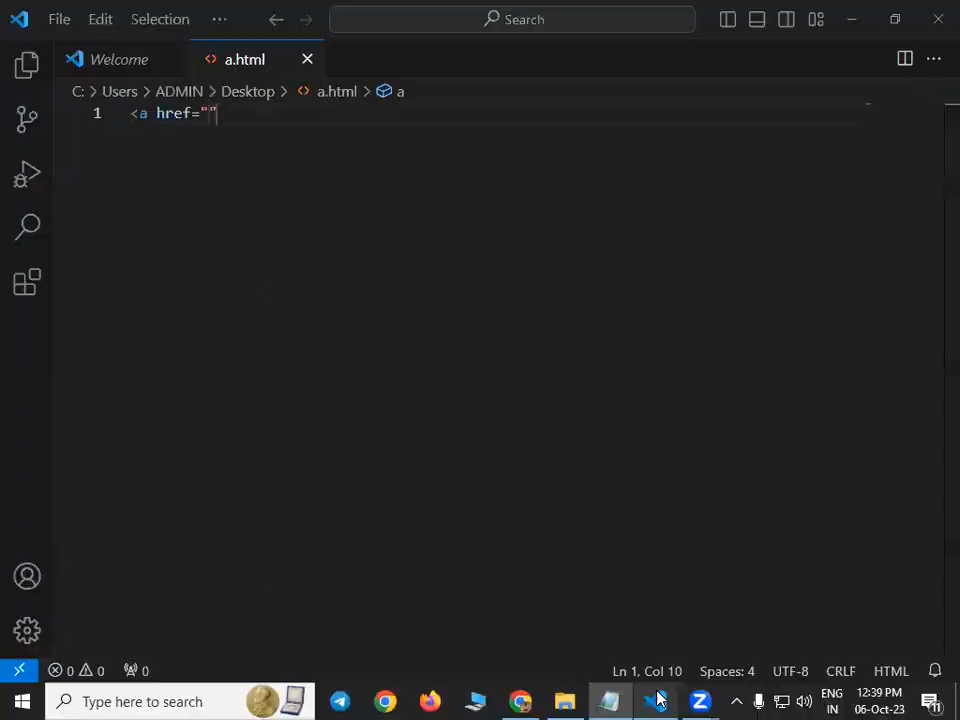 File Edit Selection ··· Search
Welcome a.html
C: > Users > ADMIN > Desktop > a.html > a
1 <a href=""
0 0 0 Ln 1, Col 10 Spaces: 4 UTF-8 CRLF HTML
Type here to search ENG 12:39 PM
IN 06-Oct-23 11